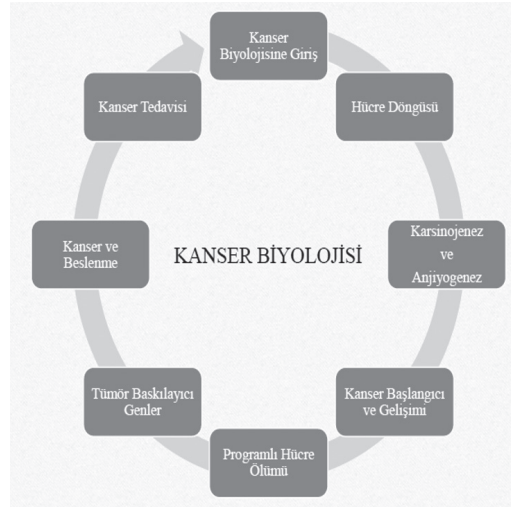 Kanser
Biyolojisine Giriş
Hücre Döngüsü
Karsinojenez
ve
Anjiyogenez
Kanser Başlangıcı
ve Gelişimi
Programlı Hücre
Ölümü
Tümör Baskılayıcı
Genler
Kanser ve
Beslenme
Kanser Tedavisi
KANSER BİYOLOJİSİ